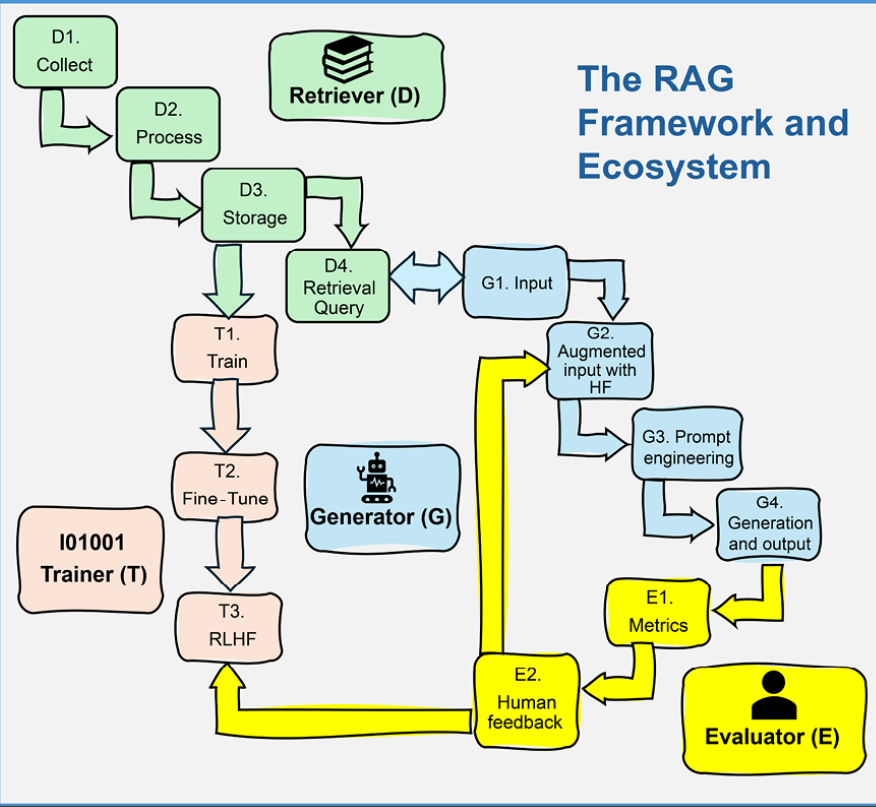 The RAG
Framework and
Ecosystem
D1.
Collect
D2.
Process
D3.
Storage
D4.
Retrieval
Query
Retriever (D)
G1. Input
G2.
Augmented
input with
HF
G3. Prompt
engineering
G4.
Generation
and output
Generator (G)
T1.
Train
T2.
Fine-Tune
T3.
RLHF
I01001
Trainer (T)
E1.
Metrics
E2.
Human
feedback
Evaluator (E)